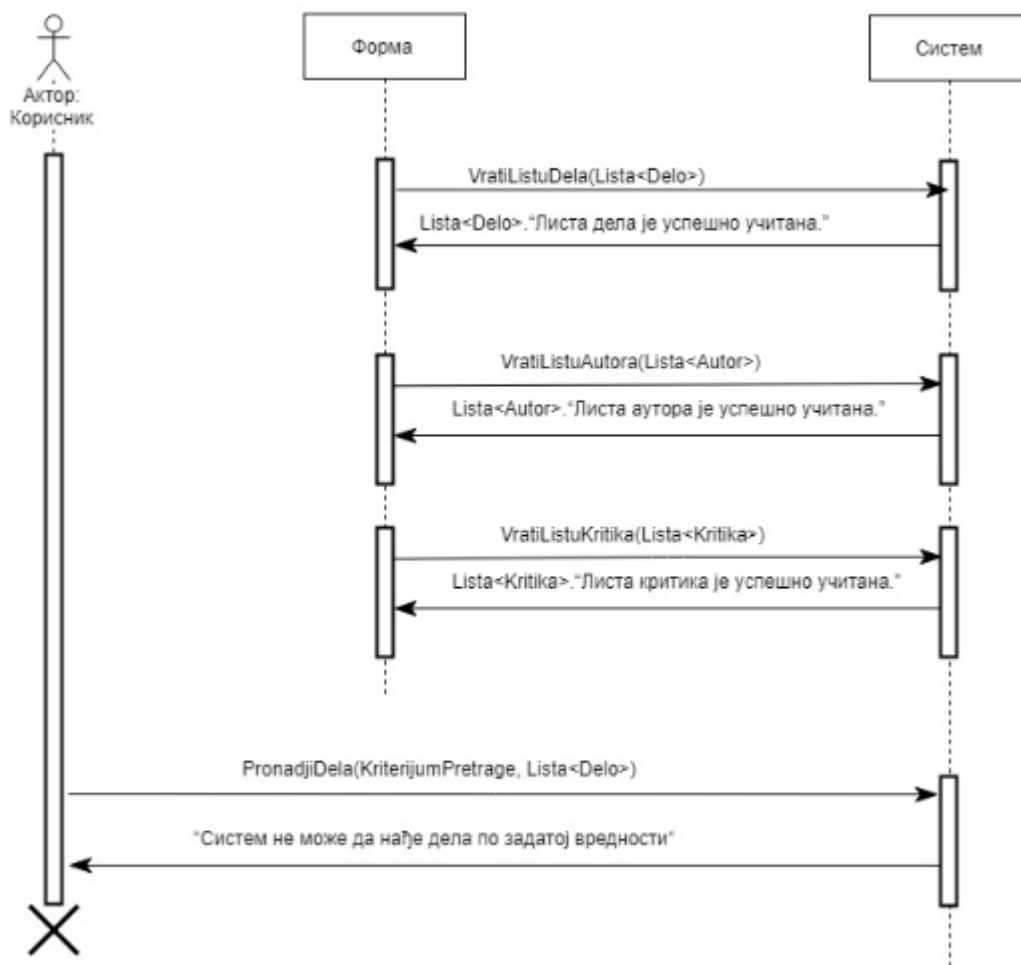 Форма
Систем
Актор:
Корисник
VratiListuDela(Lista<Delo>)
Lista<Delo>.“Листа дела је успешно учитана.”
VratiListuAutora(Lista<Autor>)
Lista<Autor>.“Листа аутора је успешно учитана.”
VratiListuKritika(Lista<Kritika>)
Lista<Kritika>.“Листа критика је успешно учитана.”
PronadjiDela(KriterijumPretrage, Lista<Delo>)
“Систем не може да нађе дела по задатој вредности“